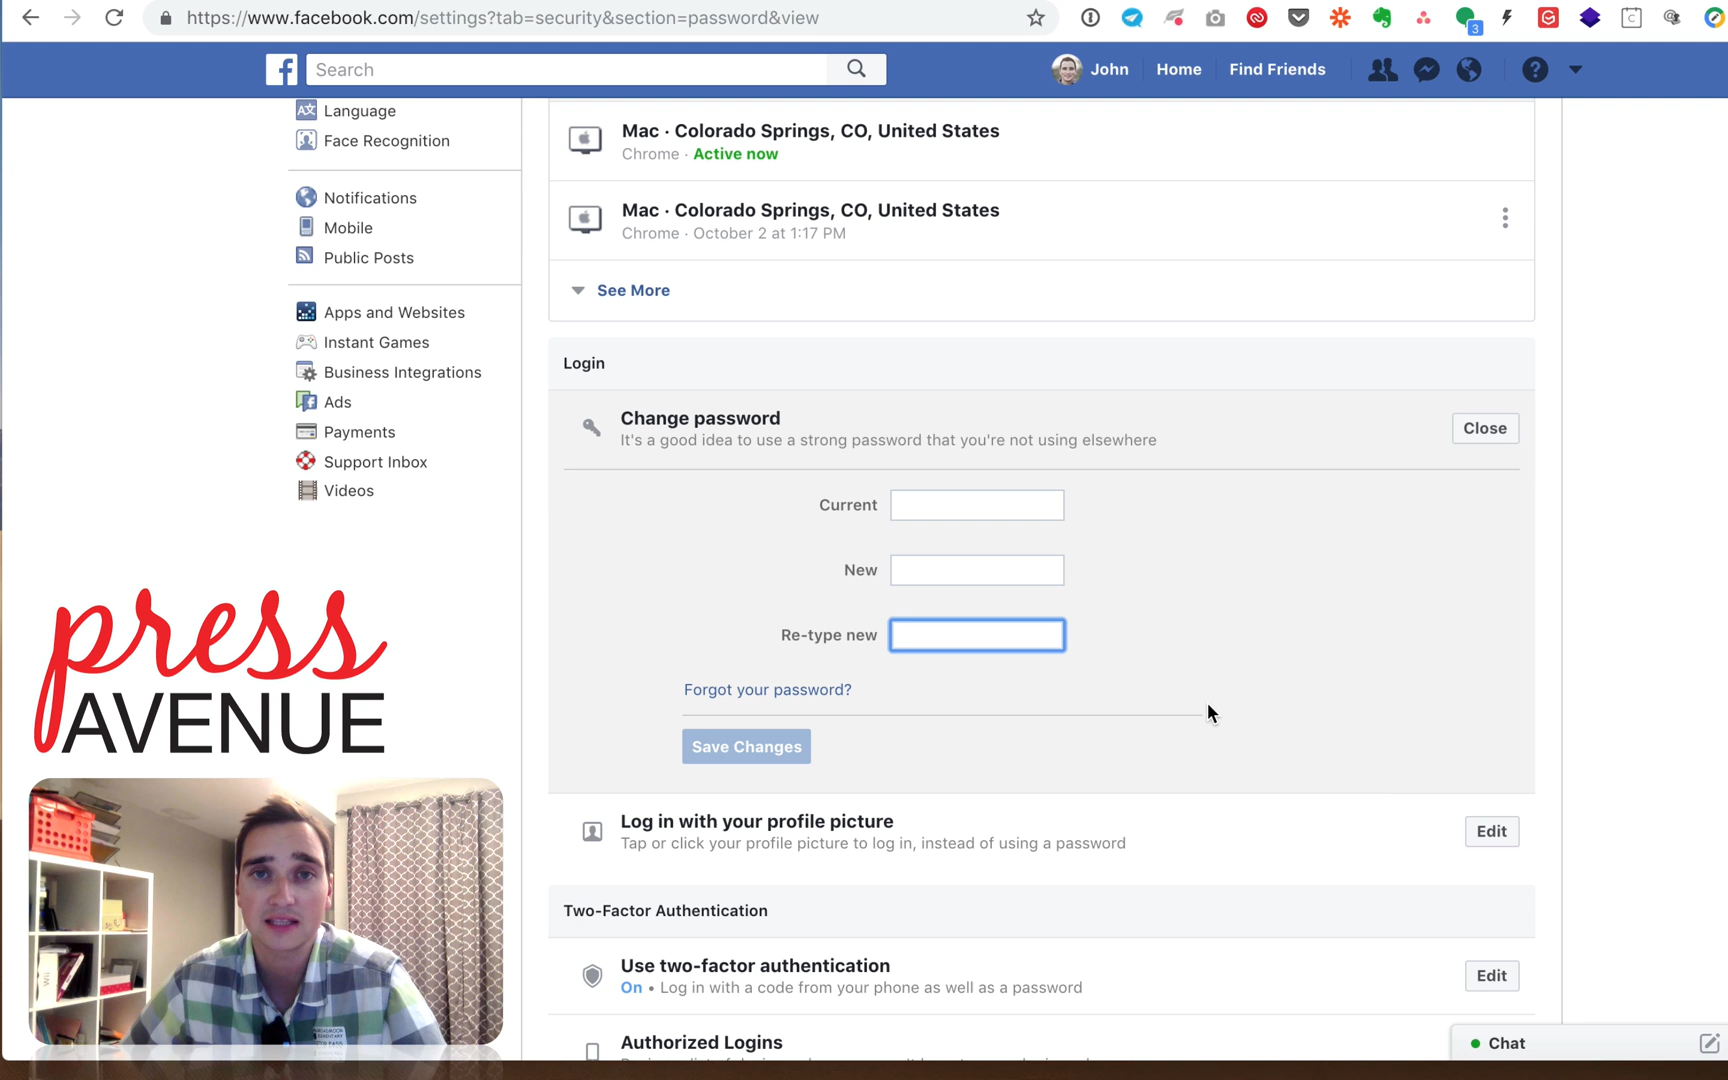 https://www.facebook.com/settings?tab=security&section=password&view
3
Search
John
Home
Find Friends
Language
Face Recognition
Notifications
Mobile
Public Posts
Apps and Websites
Instant Games
Business Integrations
Ads
Payments
Support Inbox
Videos
Mac · Colorado Springs, CO, United States
Chrome · Active now
Mac · Colorado Springs, CO, United States
Chrome · October 2 at 1:17 PM
See More
Login
Change password
It's a good idea to use a strong password that you're not using elsewhere
Close
Current
New
Re-type new
Forgot your password?
Save Changes
Log in with your profile picture
Tap or click your profile picture to log in, instead of using a password
Edit
Two-Factor Authentication
Use two-factor authentication
On • Log in with a code from your phone as well as a password
Edit
Authorized Logins
Chat
press
AVENUE